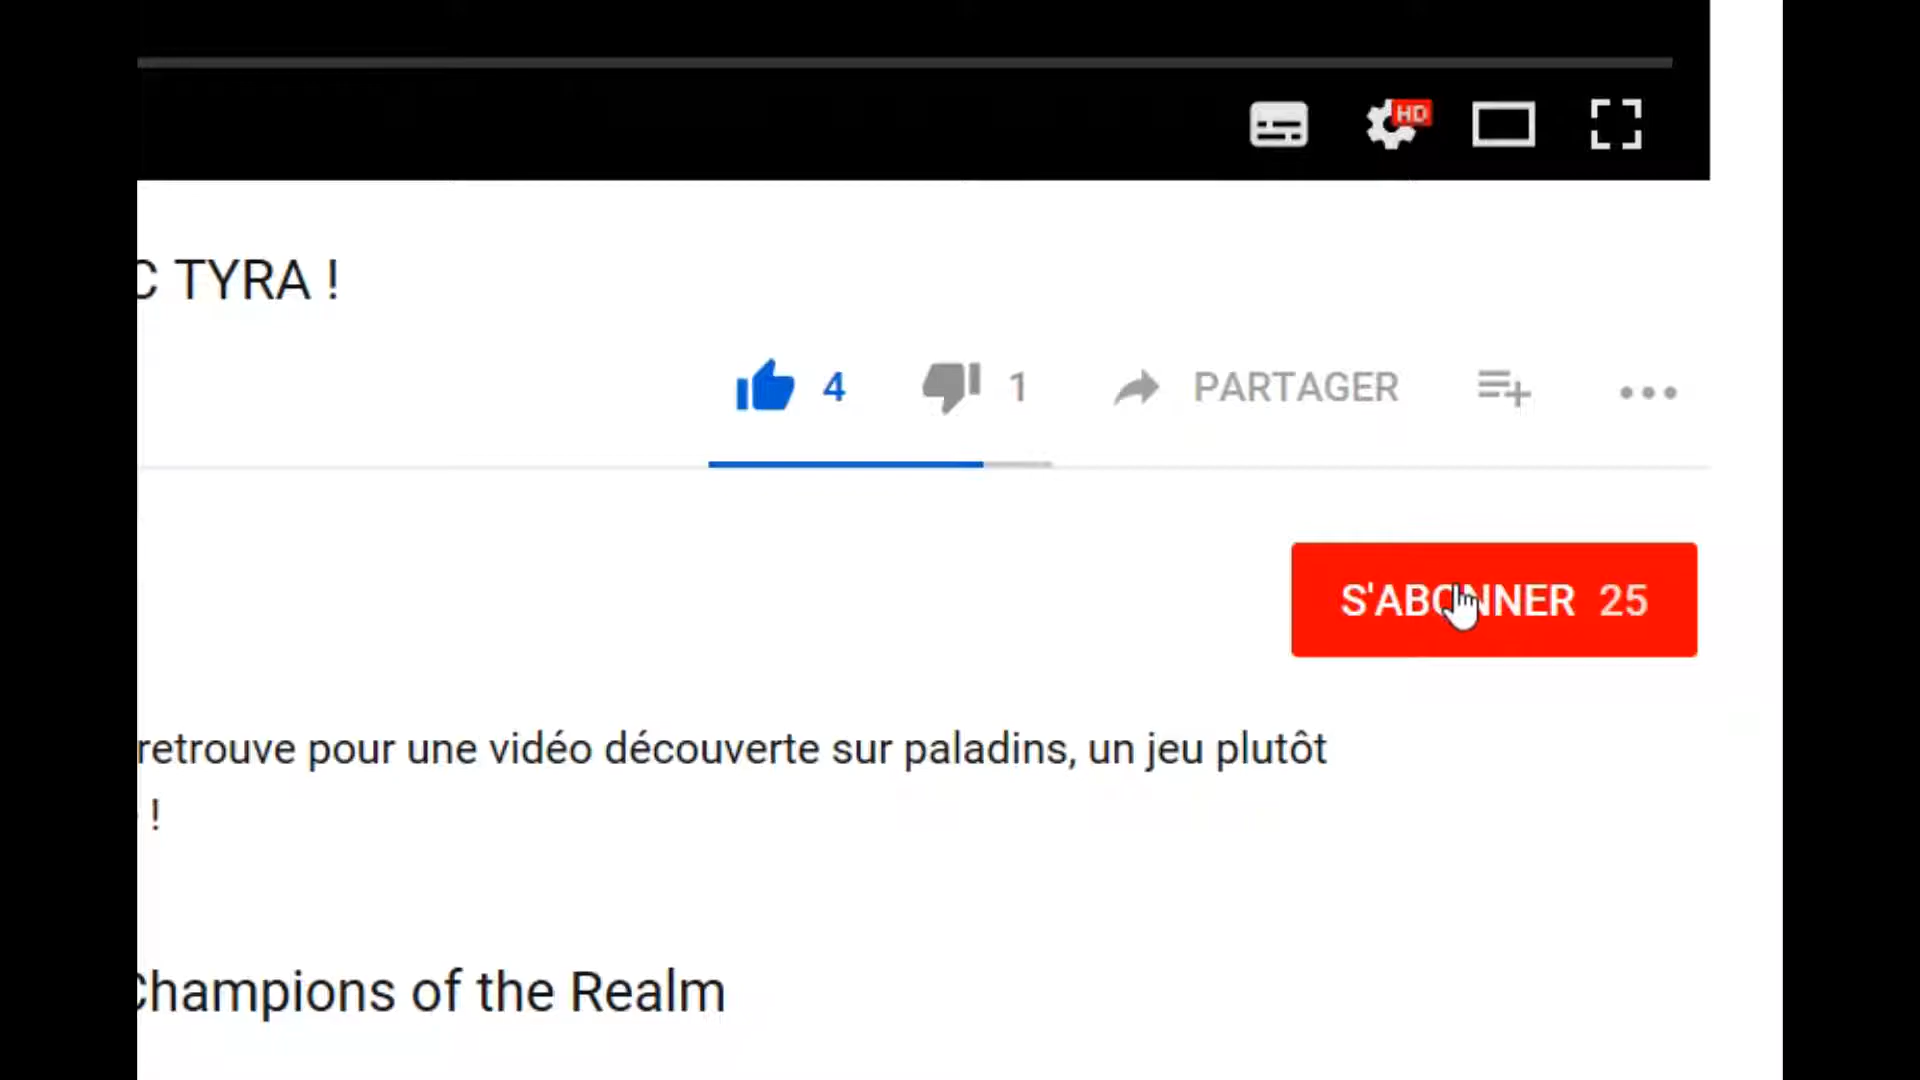 HD
C TYRA !
4 1 PARTAGER
S'ABONNER 25
retrouve pour une vidéo découverte sur paladins, un jeu plutôt
!
Champions of the Realm